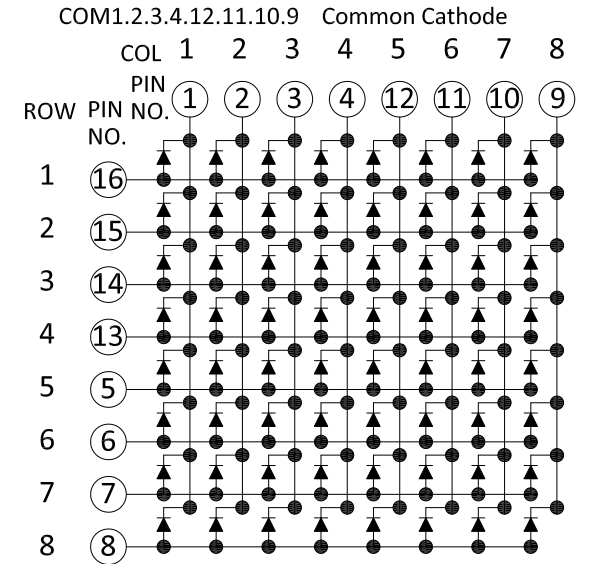 COM1.2.3.4.12.11.10.9 Common Cathode
COL 1 2 3 4 5 6 7 8
PIN NO. 1 2 3 4 12 11 10 9
ROW PIN NO.
1 16
2 15
3 14
4 13
5 5
6 6
7 7
8 8